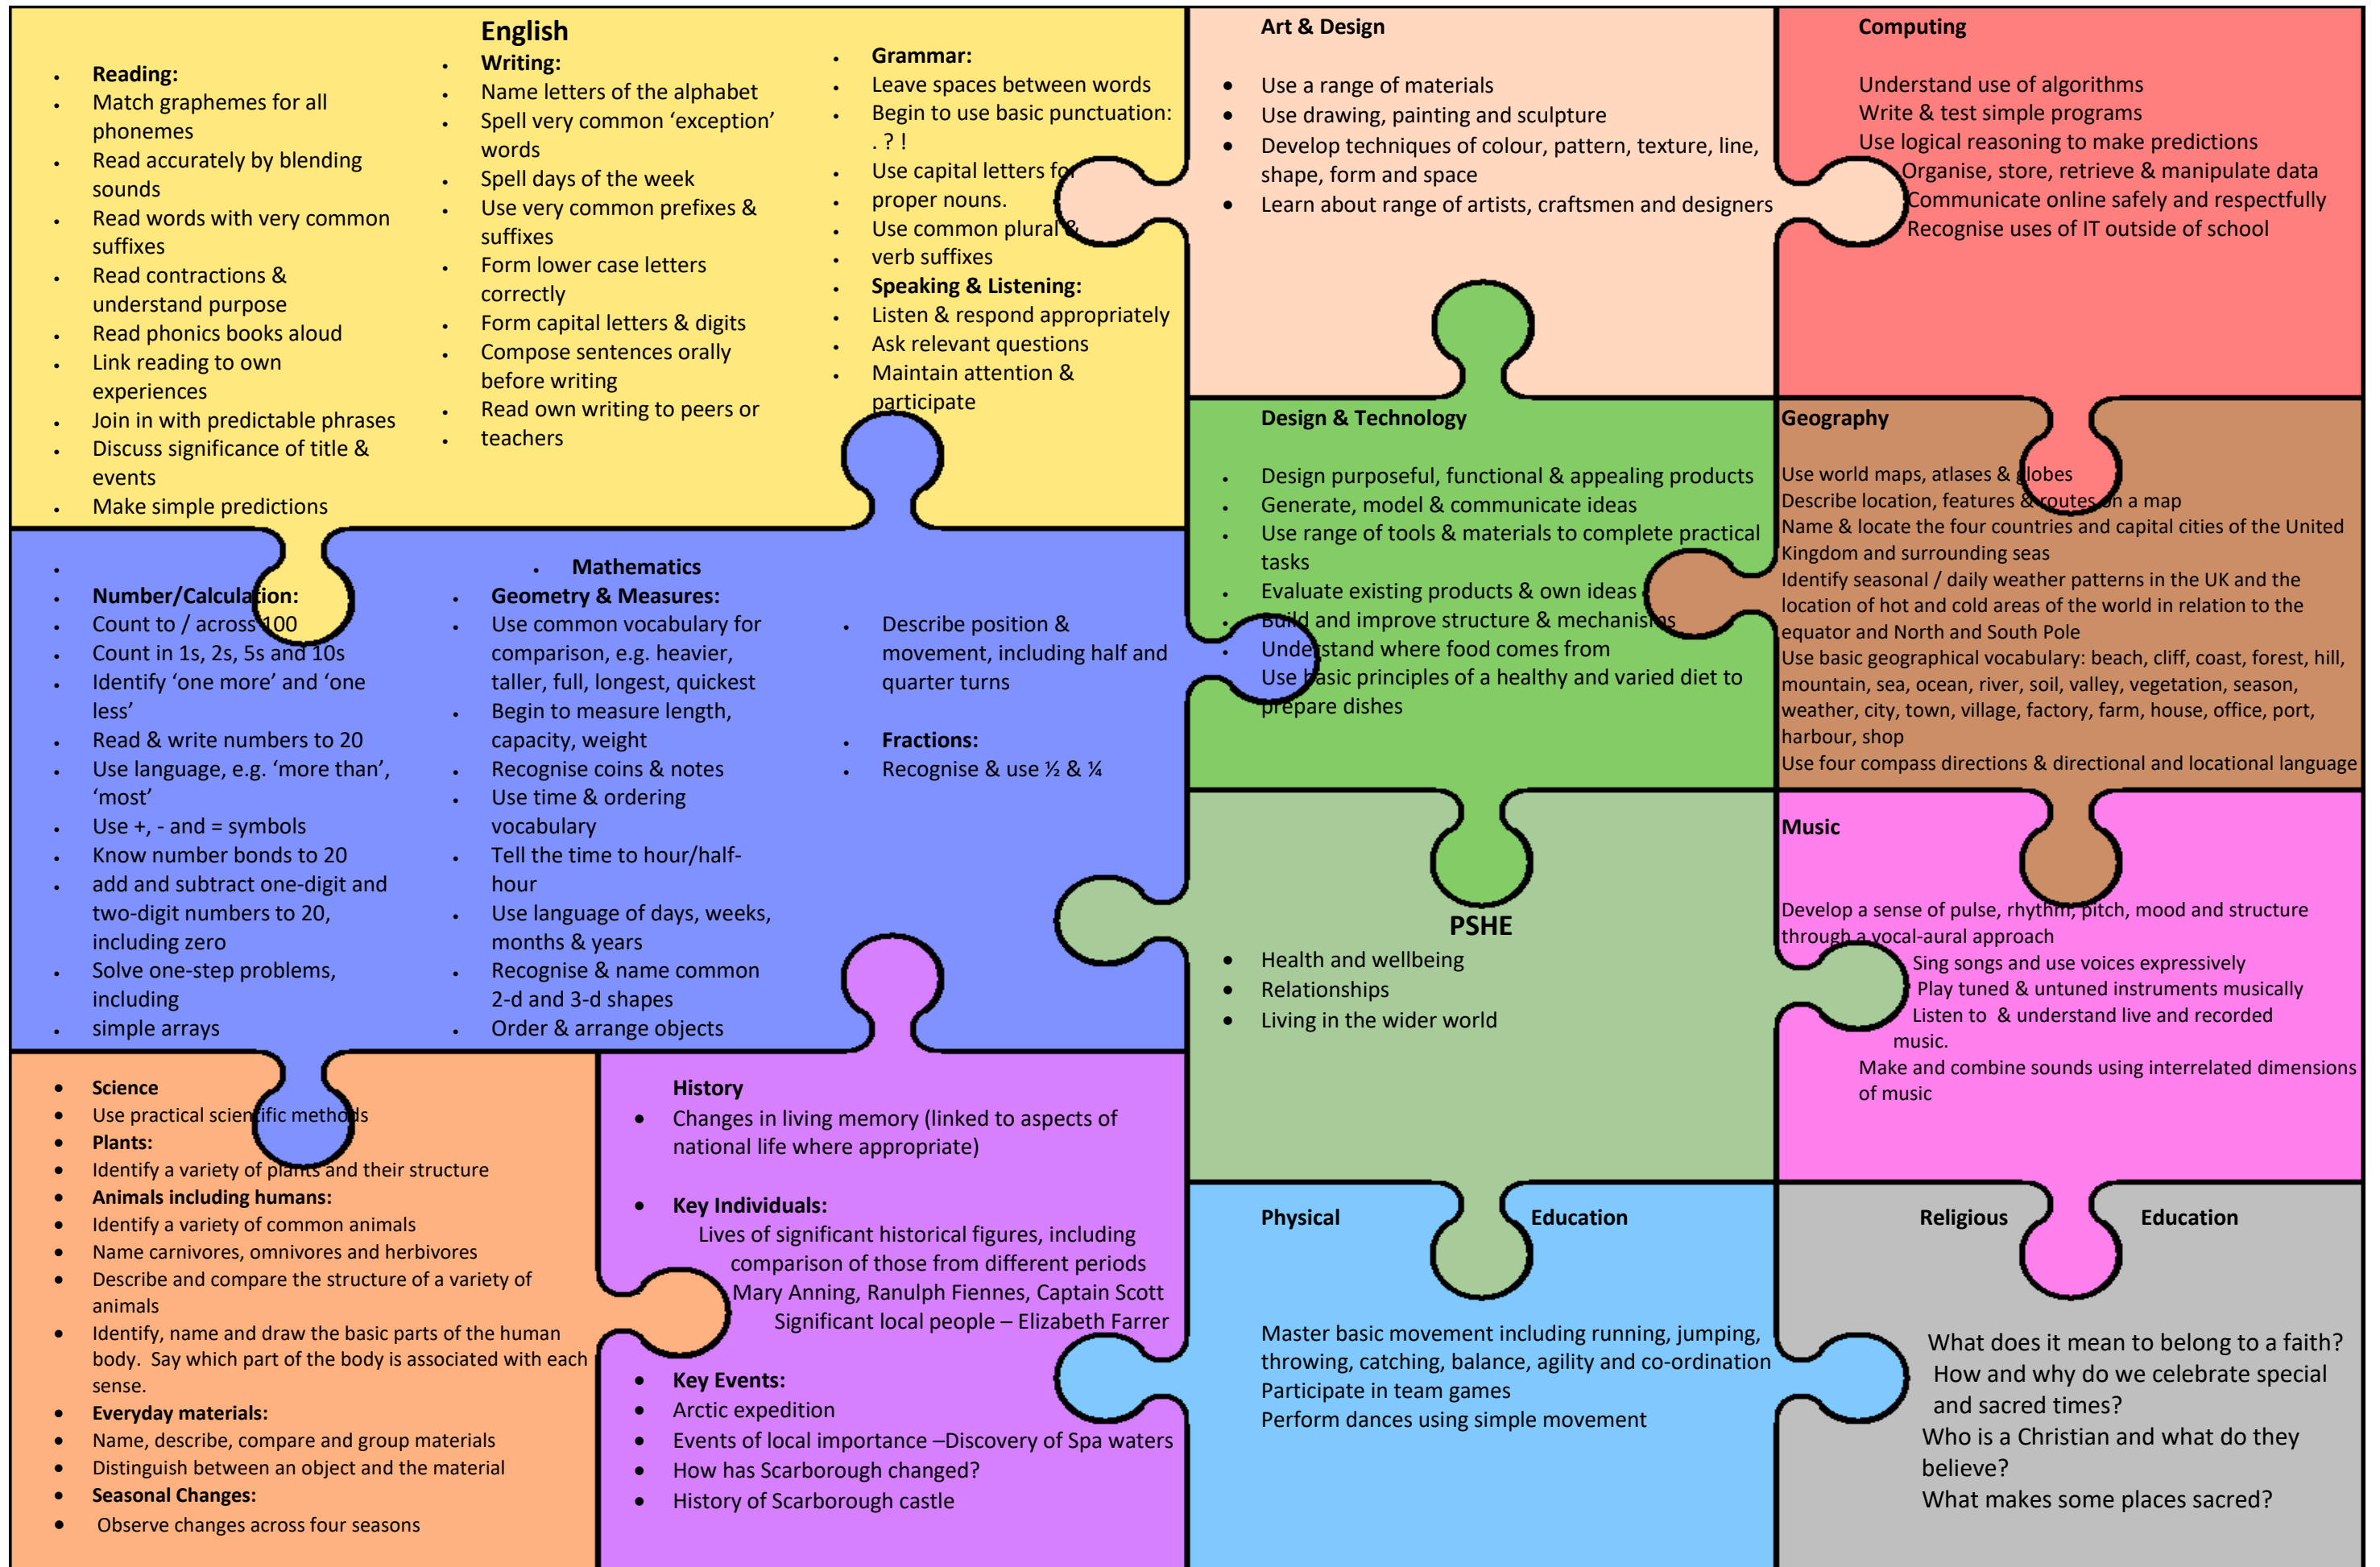 English
Reading:
Match graphemes for all
phonemes
Read accurately by blending
sounds
Read words with very common
suffixes
Read contractions &
understand purpose
Read phonics books aloud
Link reading to own
experiences
Join in with predictable phrases
Discuss significance of title &
events
Make simple predictions
Writing:
Name letters of the alphabet
Spell very common ‘exception’
words
Spell days of the week
Use very common prefixes &
suffixes
Form lower case letters
correctly
Form capital letters & digits
Compose sentences orally
before writing
Read own writing to peers or
teachers
Grammar:
Leave spaces between words
Begin to use basic punctuation:
. ? !
Use capital letters for
proper nouns.
Use common plural &
verb suffixes
Speaking & Listening:
Listen & respond appropriately
Ask relevant questions
Maintain attention &
participate
Art & Design
Use a range of materials
Use drawing, painting and sculpture
Develop techniques of colour, pattern, texture, line,
shape, form and space
Learn about range of artists, craftsmen and designers
Computing
Understand use of algorithms
Write & test simple programs
Use logical reasoning to make predictions
Organise, store, retrieve & manipulate data
Communicate online safely and respectfully
Recognise uses of IT outside of school
Design & Technology
Design purposeful, functional & appealing products
Generate, model & communicate ideas
Use range of tools & materials to complete practical
tasks
Evaluate existing products & own ideas
Build and improve structure & mechanisms
Understand where food comes from
Use basic principles of a healthy and varied diet to
prepare dishes
Geography
Use world maps, atlases & globes
Describe location, features & routes on a map
Name & locate the four countries and capital cities of the United
Kingdom and surrounding seas
Identify seasonal / daily weather patterns in the UK and the
location of hot and cold areas of the world in relation to the
equator and North and South Pole
Use basic geographical vocabulary: beach, cliff, coast, forest, hill,
mountain, sea, ocean, river, soil, valley, vegetation, season,
weather, city, town, village, factory, farm, house, office, port,
harbour, shop
Use four compass directions & directional and locational language
Mathematics
Number/Calculation:
Count to / across 100
Count in 1s, 2s, 5s and 10s
Identify ‘one more’ and ‘one
less’
Read & write numbers to 20
Use language, e.g. ‘more than’,
‘most’
Use +, - and = symbols
Know number bonds to 20
add and subtract one-digit and
two-digit numbers to 20,
including zero
Solve one-step problems,
including
simple arrays
Geometry & Measures:
Use common vocabulary for
comparison, e.g. heavier,
taller, full, longest, quickest
Begin to measure length,
capacity, weight
Recognise coins & notes
Use time & ordering
vocabulary
Tell the time to hour/half-
hour
Use language of days, weeks,
months & years
Recognise & name common
2-d and 3-d shapes
Order & arrange objects
Describe position &
movement, including half and
quarter turns
Fractions:
Recognise & use ½ & ¼
PSHE
Health and wellbeing
Relationships
Living in the wider world
Music
Develop a sense of pulse, rhythm, pitch, mood and structure
through a vocal-aural approach
Sing songs and use voices expressively
Play tuned & untuned instruments musically
Listen to & understand live and recorded
music.
Make and combine sounds using interrelated dimensions
of music
Science
Use practical scientific methods
Plants:
Identify a variety of plants and their structure
Animals including humans:
Identify a variety of common animals
Name carnivores, omnivores and herbivores
Describe and compare the structure of a variety of
animals
Identify, name and draw the basic parts of the human
body. Say which part of the body is associated with each
sense.
Everyday materials:
Name, describe, compare and group materials
Distinguish between an object and the material
Seasonal Changes:
Observe changes across four seasons
History
Changes in living memory (linked to aspects of
national life where appropriate)
Key Individuals:
Lives of significant historical figures, including
comparison of those from different periods
Mary Anning, Ranulph Fiennes, Captain Scott
Significant local people – Elizabeth Farrer
Key Events:
Arctic expedition
Events of local importance –Discovery of Spa waters
How has Scarborough changed?
History of Scarborough castle
Physical Education
Master basic movement including running, jumping,
throwing, catching, balance, agility and co-ordination
Participate in team games
Perform dances using simple movement
Religious Education
What does it mean to belong to a faith?
How and why do we celebrate special
and sacred times?
Who is a Christian and what do they
believe?
What makes some places sacred?